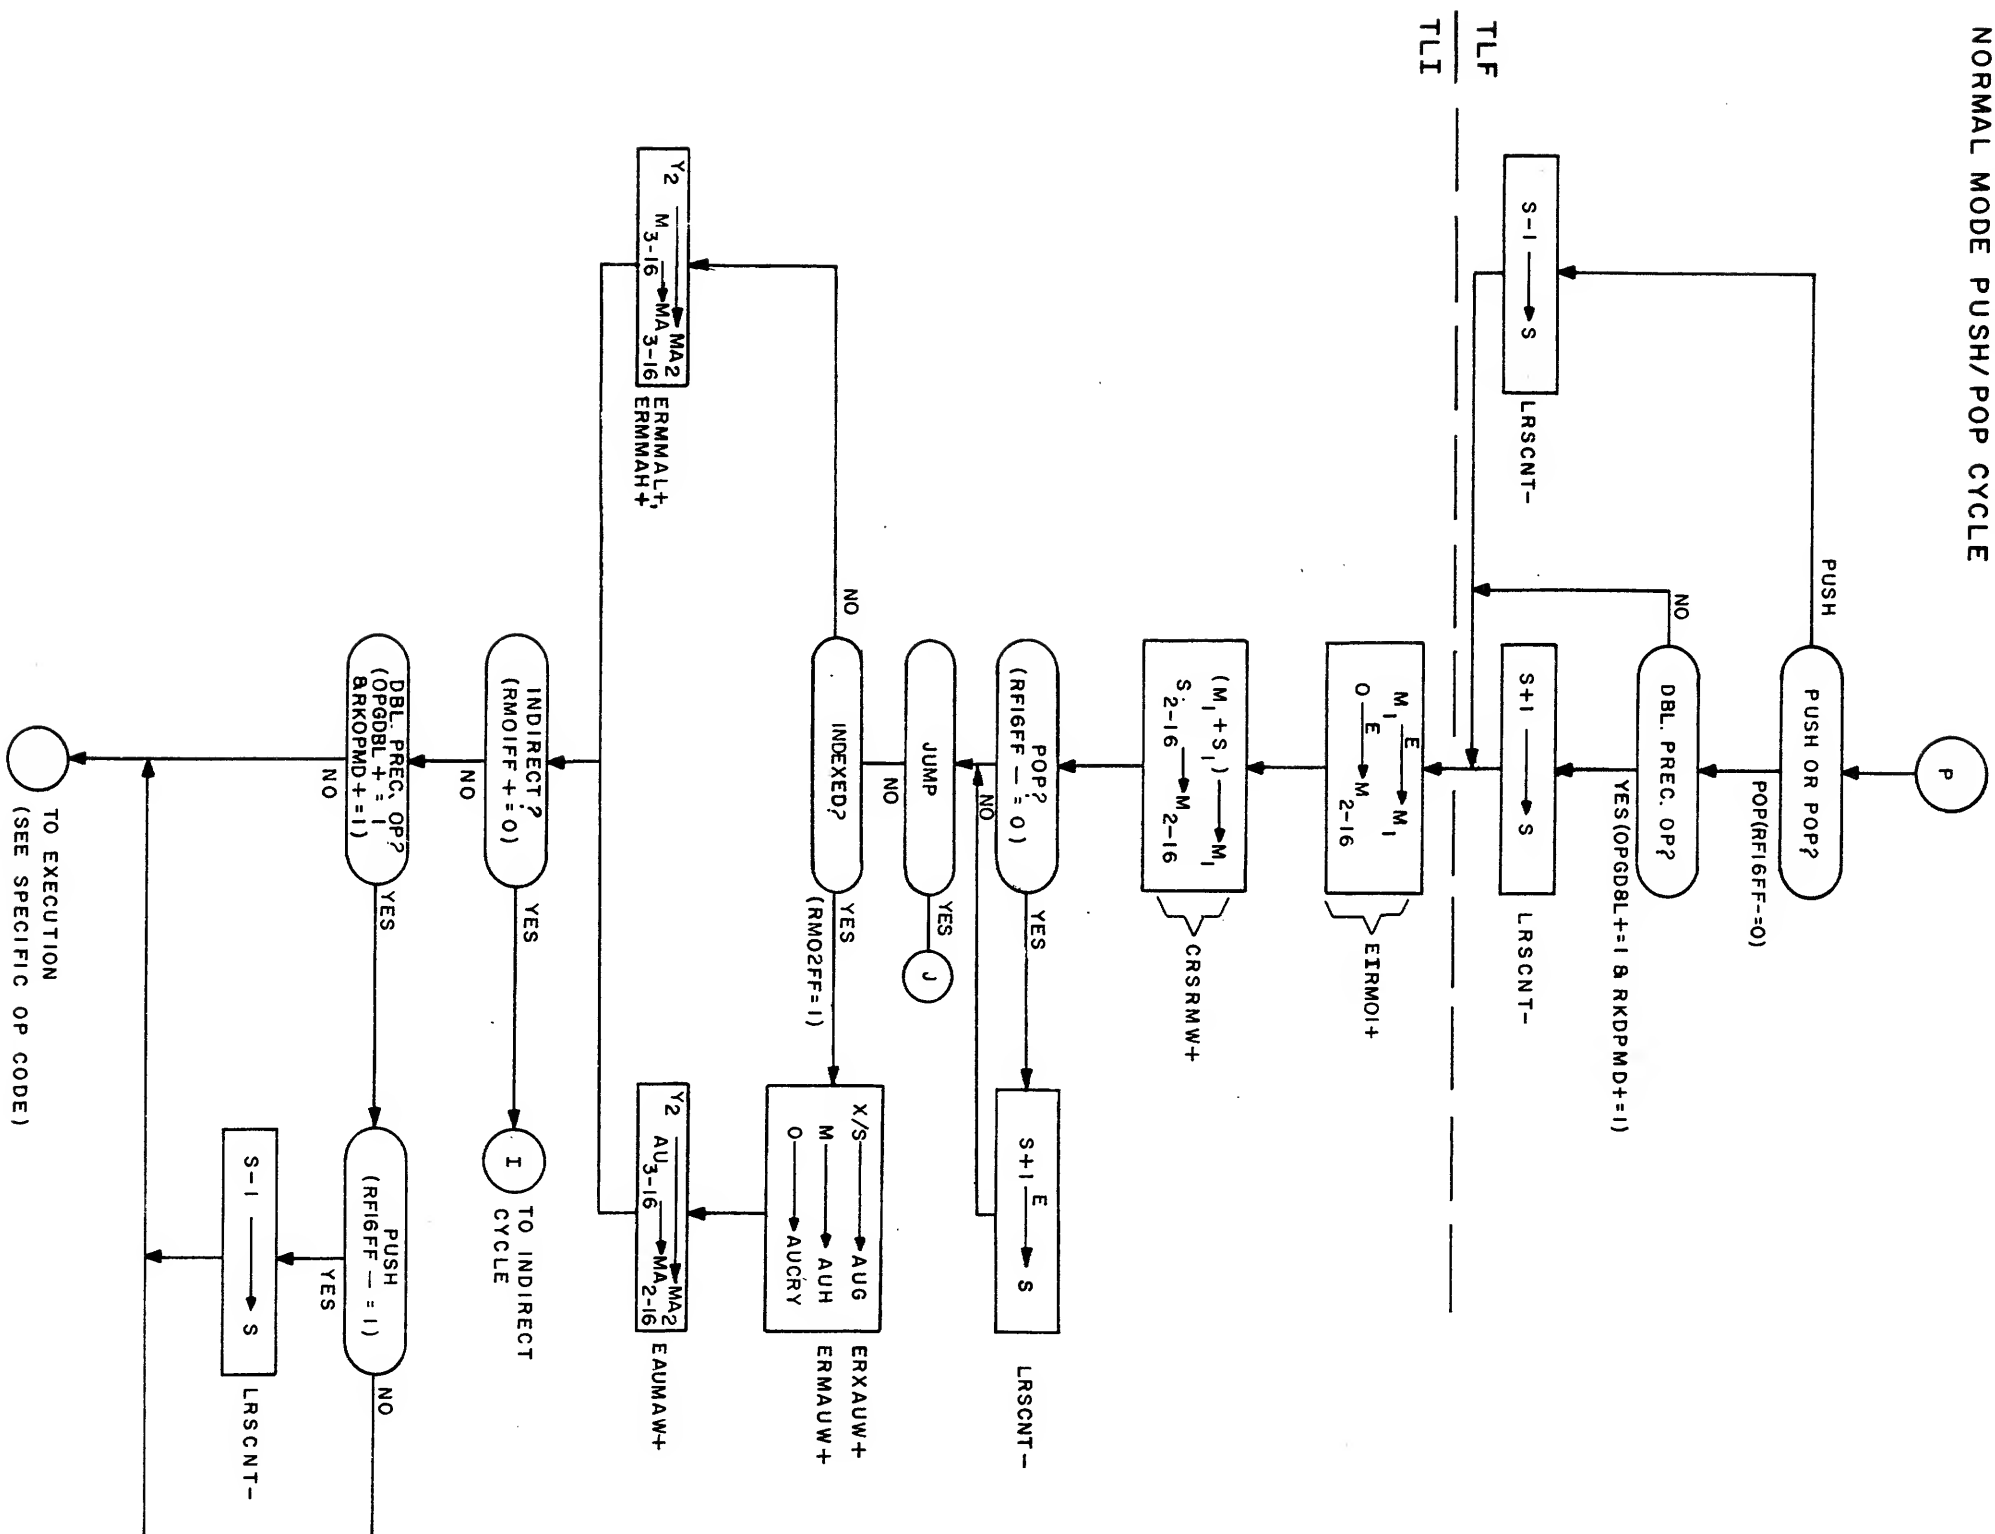 NORMAL MODE PUSH/POP CYCLE
P
PUSH OR POP?
PUSH
POP(RF16FF-=0)
DBL. PREC. OP?
NO
YES(OPGDBL+=1 & RKDPMD+=1)
S-1 → S
LRSCNT-
S+1 → S
LRSCNT-
TLF
TLI
M1 E→ M1
0 E→ M2-16
EIRM01+
(M1+S1) → M1
S2-16 → M2-16
CRSRMW+
POP?
(RF16FF-=0)
YES
NO
S+1 E→ S
LRSCNT-
JUMP
YES
J
NO
INDEXED?
NO
YES
(RM02FF=1)
X/S → AUG
M → AUH
0 → AUCRY
ERXAUW+
ERMAUW+
Y2 → MA2
M3-16 → MA3-16
ERMMAL+,
ERMMAH+
Y2 → MA2
AU3-16 → MA2-16
EAUMAW+
INDIRECT?
(RM01FF+=0)
YES
I
TO INDIRECT
CYCLE
NO
DBL. PREC. OP?
(OPGDBL+=1
&RKOPMD+=1)
YES
NO
PUSH
(RF16FF-=1)
NO
YES
S-1 → S
LRSCNT-
TO EXECUTION
(SEE SPECIFIC OP CODE)